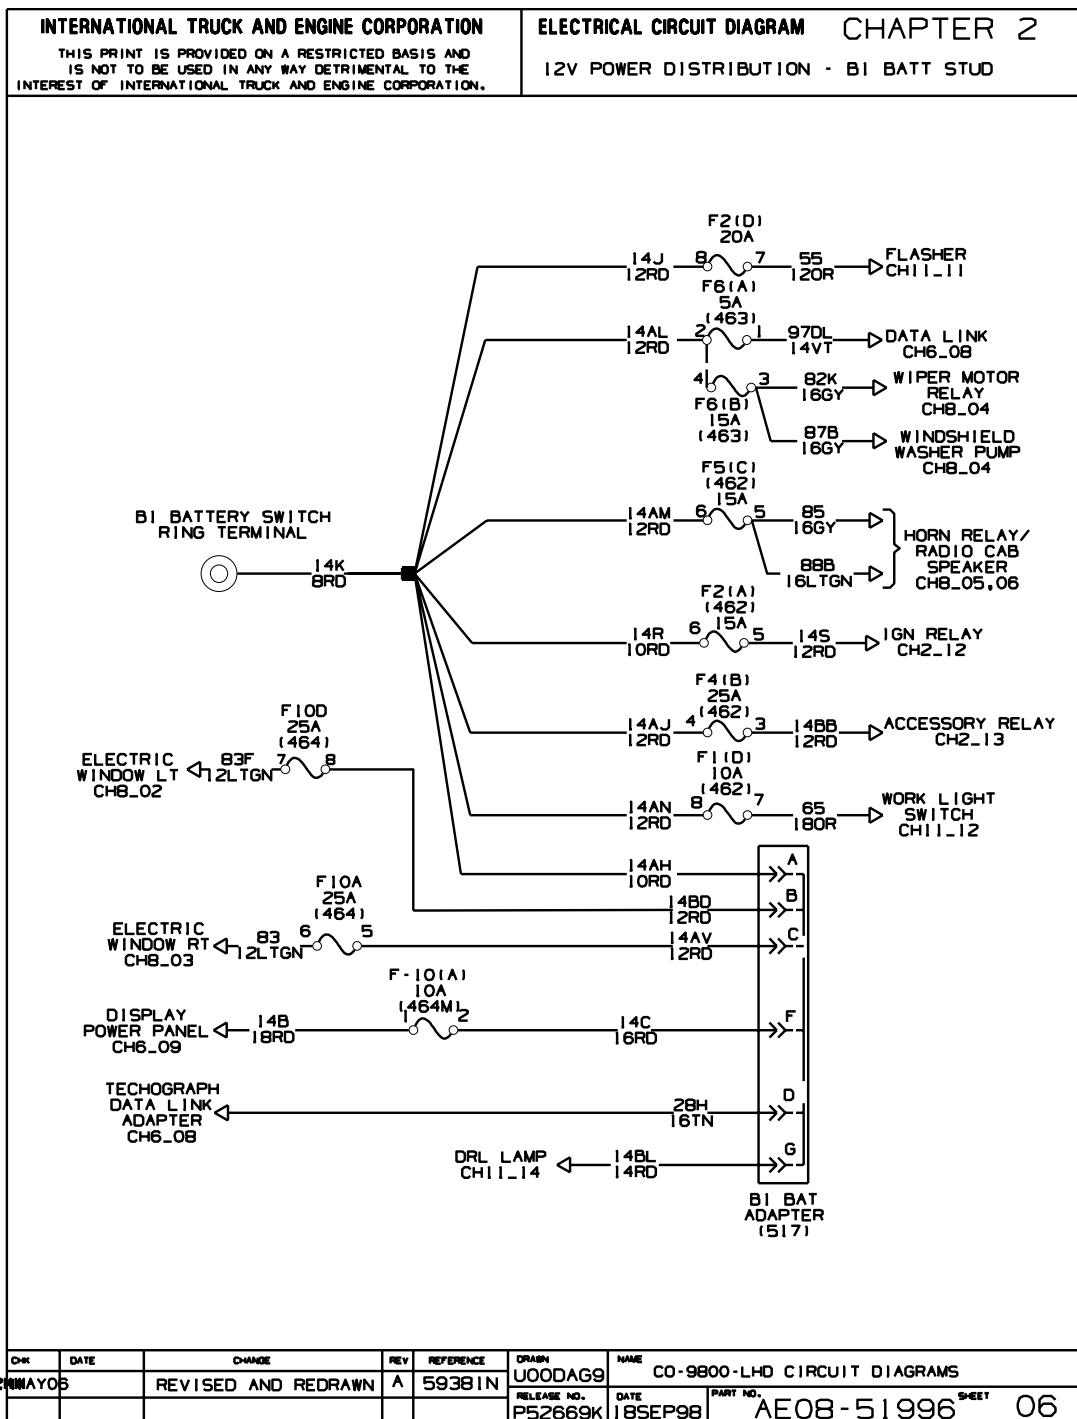 INTERNATIONAL TRUCK AND ENGINE CORPORATION
THIS PRINT IS PROVIDED ON A RESTRICTED BASIS AND
IS NOT TO BE USED IN ANY WAY DETRIMENTAL TO THE
INTEREST OF INTERNATIONAL TRUCK AND ENGINE CORPORATION.
ELECTRICAL CIRCUIT DIAGRAM CHAPTER 2
12V POWER DISTRIBUTION - B1 BATT STUD
F2(D)
20A
14J 8 7 55
12RD 12OR
FLASHER
CH11_11
F6(A)
5A
(463)
14AL 2 1 97DL
12RD 14VT
DATA LINK
CH6_08
4 3 82K
16GY
WIPER MOTOR
RELAY
CH8_04
F6(B)
15A
(463)
87B
16GY
WINDSHIELD
WASHER PUMP
CH8_04
F5(C)
(462)
15A
14AM 6 5 85
12RD 16GY
88B
16LTGN
HORN RELAY/
RADIO CAB
SPEAKER
CH8_05,06
B1 BATTERY SWITCH
RING TERMINAL
14K
8RD
F2(A)
(462)
15A
14R 6 5 14S
10RD 12RD
IGN RELAY
CH2_12
F4(B)
25A
(462)
14AJ 4 3 14BB
12RD 12RD
ACCESSORY RELAY
CH2_13
F10D
25A
(464)
ELECTRIC
WINDOW LT
CH8_02
83F 7 8
12LTGN
F1(D)
10A
(462)
14AN 8 7 65
12RD 18OR
WORK LIGHT
SWITCH
CH11_12
14AH A
10RD
14BD B
12RD
F10A
25A
(464)
ELECTRIC
WINDOW RT
CH8_03
83 6 5 14AV C
12LTGN 12RD
F-10(A)
10A
(464M)
DISPLAY
POWER PANEL
CH6_09
14B 1 2 14C F
18RD 16RD
TECHOGRAPH
DATA LINK
ADAPTER
CH6_08
28H D
16TN
DRL LAMP
CH11_14
14BL G
14RD
B1 BAT
ADAPTER
(517)
CHK DATE CHANGE REV REFERENCE DRAWN NAME
MAY06 REVISED AND REDRAWN A 59381N U00DAG9 CO-9800-LHD CIRCUIT DIAGRAMS
RELEASE NO. DATE PART NO. SHEET
P52669K 18SEP98 AE08-51996 06